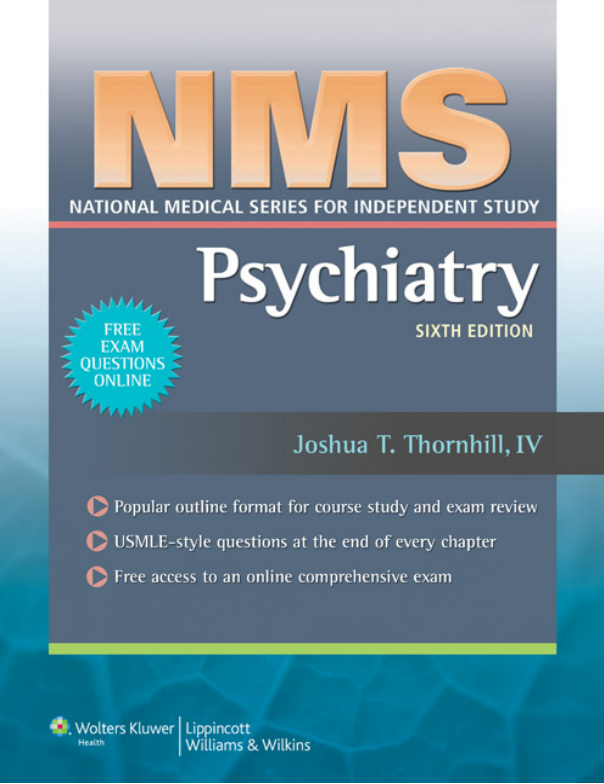 NMS
NATIONAL MEDICAL SERIES FOR INDEPENDENT STUDY
Psychiatry
SIXTH EDITION
FREE
EXAM
QUESTIONS
ONLINE
Joshua T. Thornhill, IV
Popular outline format for course study and exam review
USMLE-style questions at the end of every chapter
Free access to an online comprehensive exam
Wolters Kluwer
Health
Lippincott
Williams & Wilkins